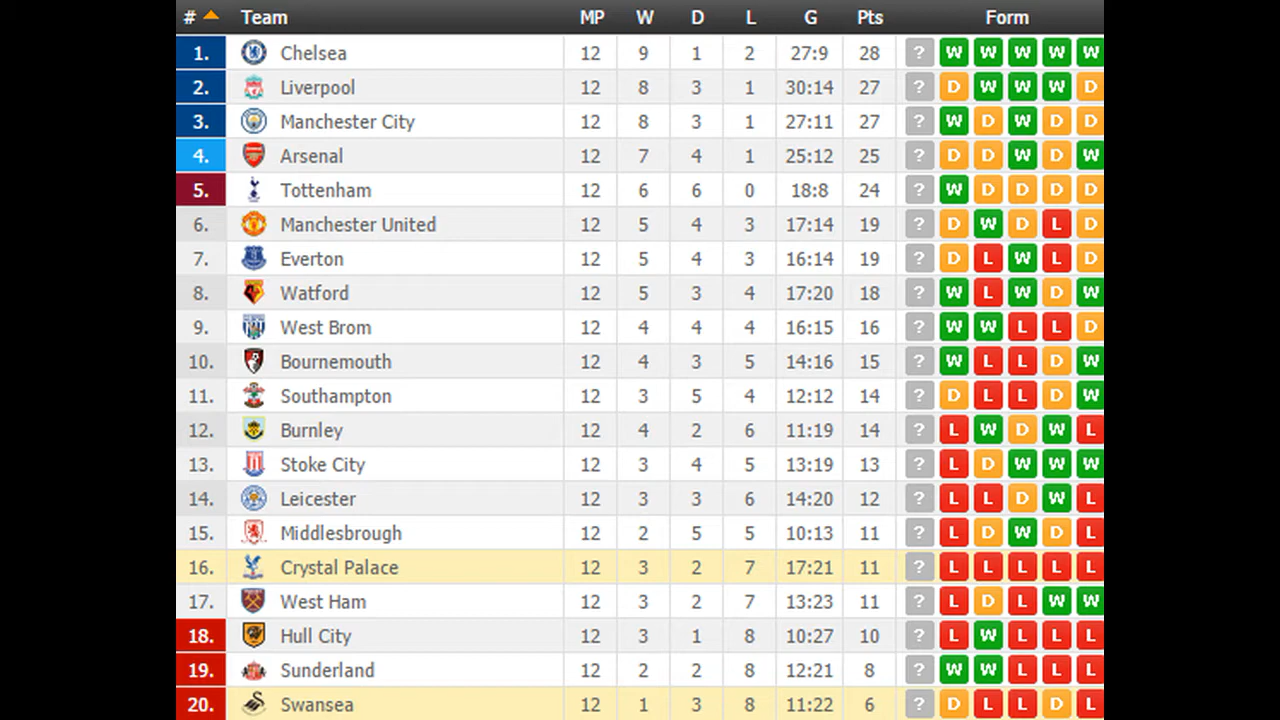 # Team MP W D L G Pts Form
1. Chelsea 12 9 1 2 27:9 28 ? W W W W W
2. Liverpool 12 8 3 1 30:14 27 ? D W W W D
3. Manchester City 12 8 3 1 27:11 27 ? W D W D D
4. Arsenal 12 7 4 1 25:12 25 ? D D W D W
5. Tottenham 12 6 6 0 18:8 24 ? W D D D D
6. Manchester United 12 5 4 3 17:14 19 ? D W D L D
7. Everton 12 5 4 3 16:14 19 ? D L W L D
8. Watford 12 5 3 4 17:20 18 ? W L W D W
9. West Brom 12 4 4 4 16:15 16 ? W W L L D
10. Bournemouth 12 4 3 5 14:16 15 ? W L L D W
11. Southampton 12 3 5 4 12:12 14 ? D L L D W
12. Burnley 12 4 2 6 11:19 14 ? L W D W L
13. Stoke City 12 3 4 5 13:19 13 ? L D W W W
14. Leicester 12 3 3 6 14:20 12 ? L L D W L
15. Middlesbrough 12 2 5 5 10:13 11 ? L D W D L
16. Crystal Palace 12 3 2 7 17:21 11 ? L L L L L
17. West Ham 12 3 2 7 13:23 11 ? L D L W W
18. Hull City 12 3 1 8 10:27 10 ? L W L L L
19. Sunderland 12 2 2 8 12:21 8 ? W W L L L
20. Swansea 12 1 3 8 11:22 6 ? D L L D L